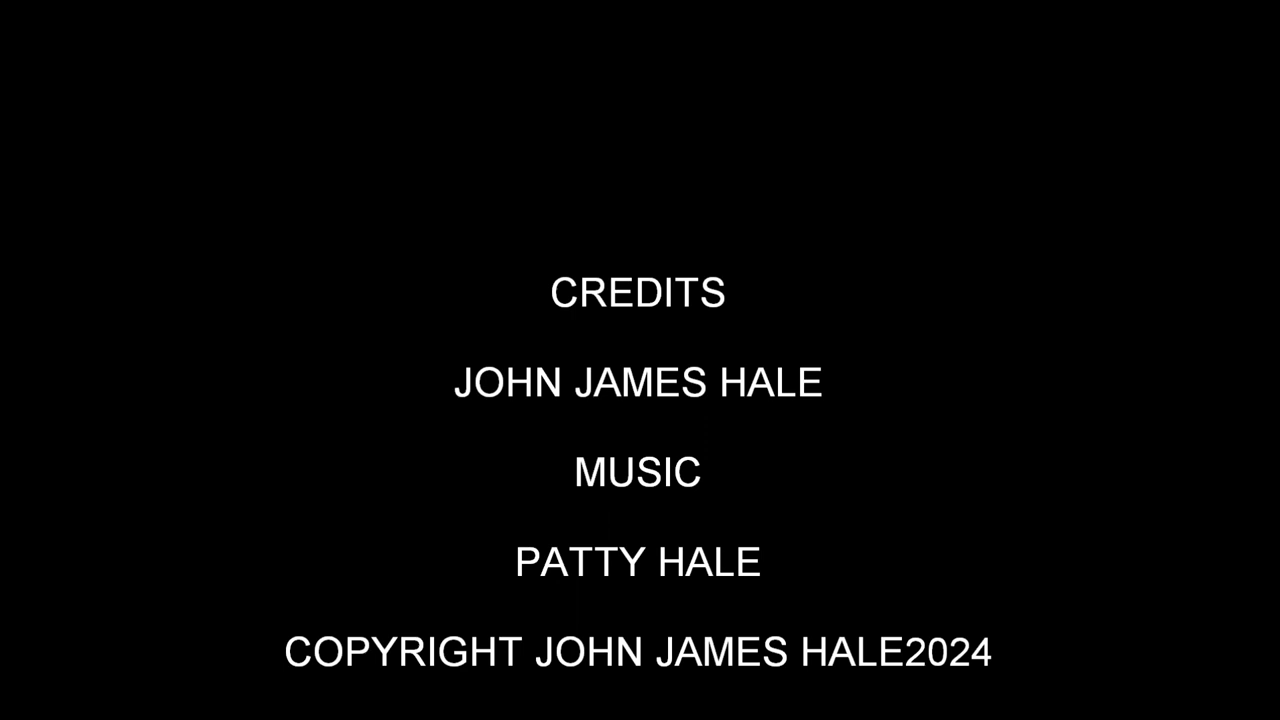 CREDITS
JOHN JAMES HALE
MUSIC
PATTY HALE
COPYRIGHT JOHN JAMES HALE2024